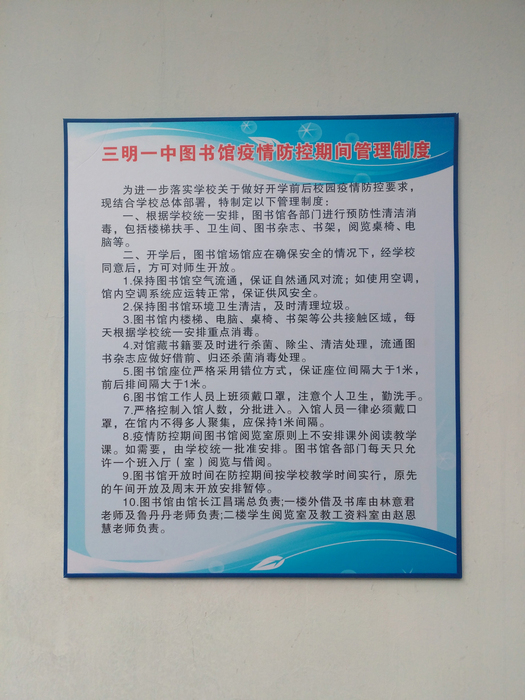 三明一中图书馆疫情防控期间管理制度
为进一步落实学校关于做好开学前后校园疫情防控要求，
现结合学校总体部署，特制定以下管理制度：
一、根据学校统一安排，图书馆各部门进行预防性清洁消
毒，包括楼梯扶手、卫生间、图书杂志、书架，阅览桌椅、电
脑等。
二、开学后，图书馆场馆应在确保安全的情况下，经学校
同意后，方可对师生开放。
1.保持图书馆空气流通，保证自然通风对流；如使用空调，
馆内空调系统应运转正常，保证供风安全。
2.保持图书馆环境卫生清洁，及时清理垃圾。
3.图书馆内楼梯、电脑、桌椅、书架等公共接触区域，每
天根据学校统一安排重点消毒。
4.对馆藏书籍要及时进行杀菌、除尘、清洁处理，流通图
书杂志应做好借前、归还杀菌消毒处理。
5.图书馆座位严格采用错位方式，保证座位间隔大于1米，
前后排间隔大于1米。
6.图书馆工作人员上班须戴口罩，注意个人卫生，勤洗手。
7.严格控制入馆人数，分批进入。入馆人员一律必须戴口
罩，在馆内不得多人聚集，应保持1米间隔。
8.疫情防控期间图书馆阅览室原则上不安排课外阅读教学
课。如需要，由学校统一批准安排。图书馆各部门每天只允
许一个班入厅（室）阅览与借阅。
9.图书馆开放时间在防控期间按学校教学时间实行，原先
的午间开放及周末开放安排暂停。
10.图书馆由馆长江昌瑞总负责;一楼外借及书库由林意君
老师及鲁丹丹老师负责;二楼学生阅览室及教工资料室由赵恩
慧老师负责。